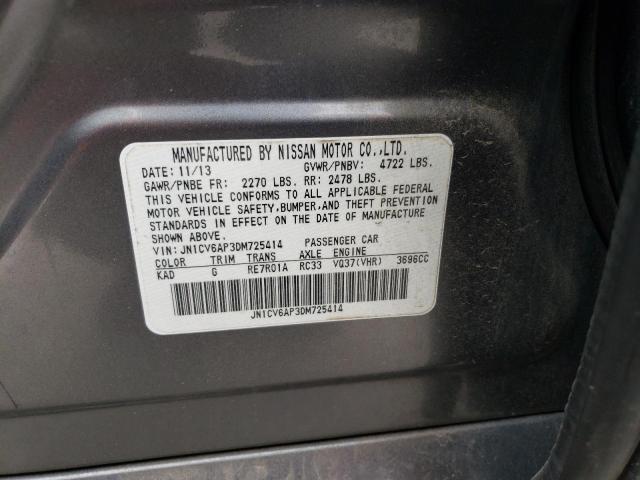 MANUFACTURED BY NISSAN MOTOR CO.,LTD.
DATE: 11/13 GVWR/PNBV: 4722 LBS.
GAWR/PNBE FR: 2270 LBS. RR: 2478 LBS.
THIS VEHICLE CONFORMS TO ALL APPLICABLE FEDERAL
MOTOR VEHICLE SAFETY, BUMPER, AND THEFT PREVENTION
STANDARDS IN EFFECT ON THE DATE OF MANUFACTURE
SHOWN ABOVE.
VIN: JN1CV6AP3DM725414 PASSENGER CAR
COLOR TRIM TRANS AXLE ENGINE
KAD G RE7R01A RC33 VQ37(VHR) 3696CC
JN1CV6AP3DM725414